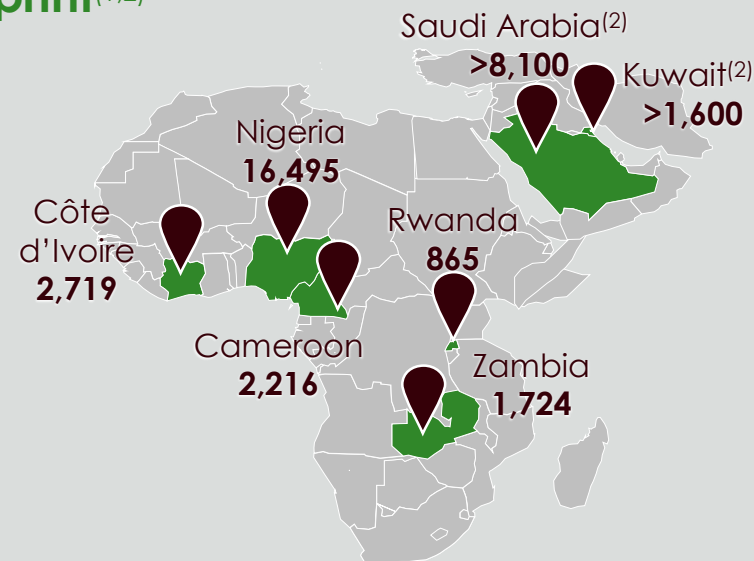 Saudi Arabia(2)
>8,100
Kuwait(2)
>1,600
Nigeria
16,495
Côte
d’Ivoire
2,719
Rwanda
865
Cameroon
2,216
Zambia
1,724